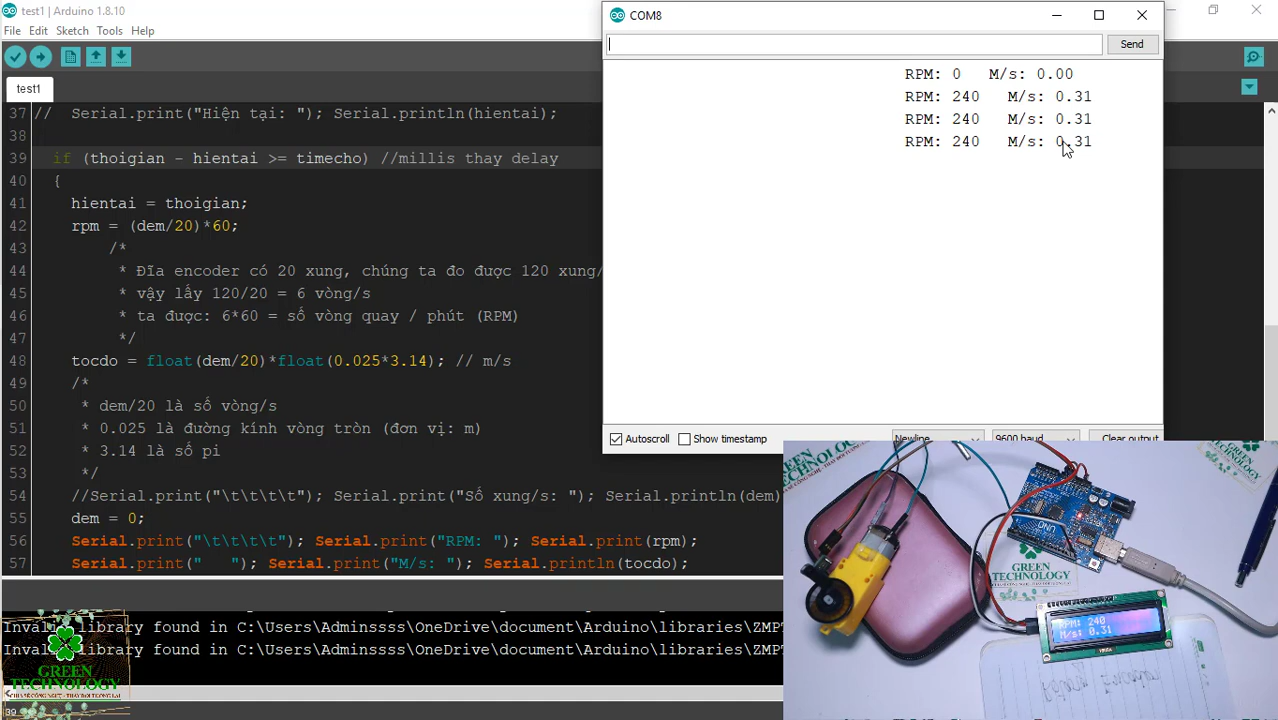 test1 | Arduino 1.8.10
File Edit Sketch Tools Help
test1
37 // Serial.print("Hiện tại: "); Serial.println(hientai);
38
39 if (thoigian - hientai >= timecho) //millis thay delay
40 {
41 hientai = thoigian;
42 rpm = (dem/20)*60;
43 /*
44 * Đĩa encoder có 20 xung, chúng ta đo được 120 xung/
45 * vậy lấy 120/20 = 6 vòng/s
46 * ta được: 6*60 = số vòng quay / phút (RPM)
47 */
48 tocdo = float(dem/20)*float(0.025*3.14); // m/s
49 /*
50 * dem/20 là số vòng/s
51 * 0.025 là đường kính vòng tròn (đơn vị: m)
52 * 3.14 là số pi
53 */
54 //Serial.print("\t\t\t\t"); Serial.print("Số xung/s: "); Serial.println(dem)
55 dem = 0;
56 Serial.print("\t\t\t\t"); Serial.print("RPM: "); Serial.print(rpm);
57 Serial.print("   "); Serial.print("M/s: "); Serial.println(tocdo);
COM8
Send
RPM: 0 M/s: 0.00
RPM: 240 M/s: 0.31
RPM: 240 M/s: 0.31
RPM: 240 M/s: 0.31
Autoscroll Show timestamp Newline 9600 baud Clear output
Invalid library found in C:\Users\Adminssss\OneDrive\document\Arduino\libraries\ZMP
Invalid library found in C:\Users\Adminssss\OneDrive\document\Arduino\libraries\ZMP
GREEN
TECHYOLOGY
39
GREEN
TECHNOLOGY
UNO
GREEN
TECHNOLOGY
RPM: 240
M/s: 0.31